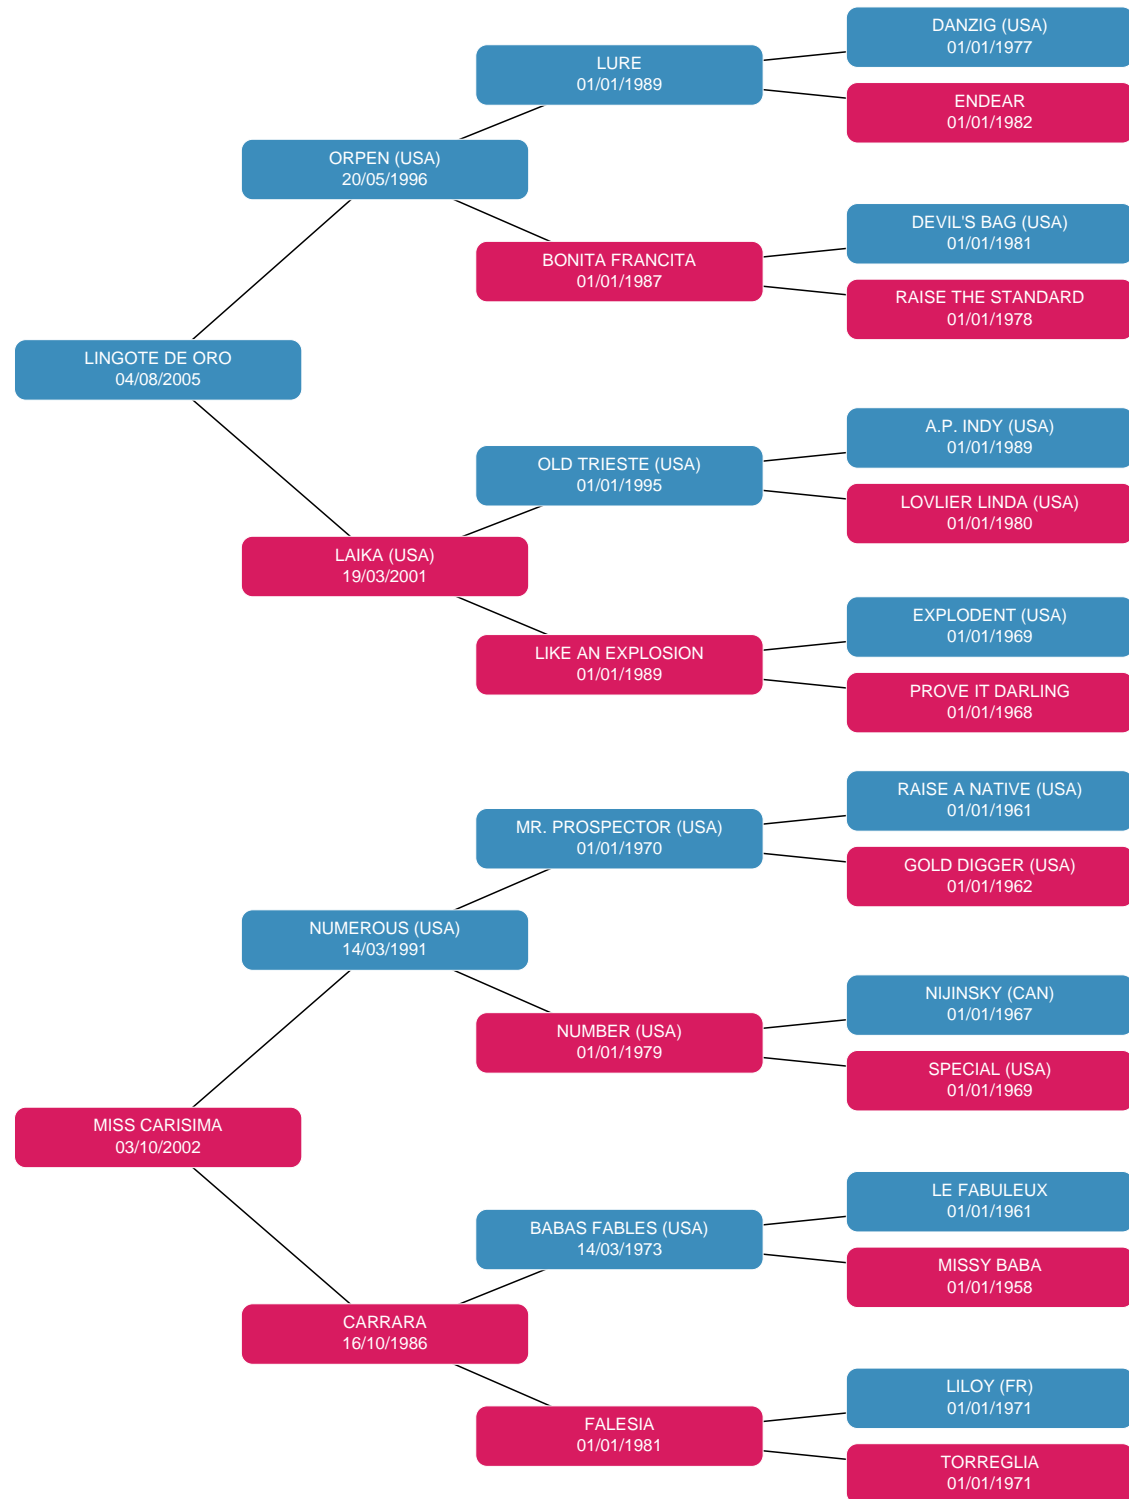 DANZIG (USA)
01/01/1977
LURE
01/01/1989
ENDEAR
01/01/1982
ORPEN (USA)
20/05/1996
DEVIL'S BAG (USA)
01/01/1981
BONITA FRANCITA
01/01/1987
RAISE THE STANDARD
01/01/1978
LINGOTE DE ORO
04/08/2005
A.P. INDY (USA)
01/01/1989
OLD TRIESTE (USA)
01/01/1995
LOVLIER LINDA (USA)
01/01/1980
LAIKA (USA)
19/03/2001
EXPLODENT (USA)
01/01/1969
LIKE AN EXPLOSION
01/01/1989
PROVE IT DARLING
01/01/1968
RAISE A NATIVE (USA)
01/01/1961
MR. PROSPECTOR (USA)
01/01/1970
GOLD DIGGER (USA)
01/01/1962
NUMEROUS (USA)
14/03/1991
NIJINSKY (CAN)
01/01/1967
NUMBER (USA)
01/01/1979
SPECIAL (USA)
01/01/1969
MISS CARISIMA
03/10/2002
LE FABULEUX
01/01/1961
BABAS FABLES (USA)
14/03/1973
MISSY BABA
01/01/1958
CARRARA
16/10/1986
LILOY (FR)
01/01/1971
FALESIA
01/01/1981
TORREGLIA
01/01/1971